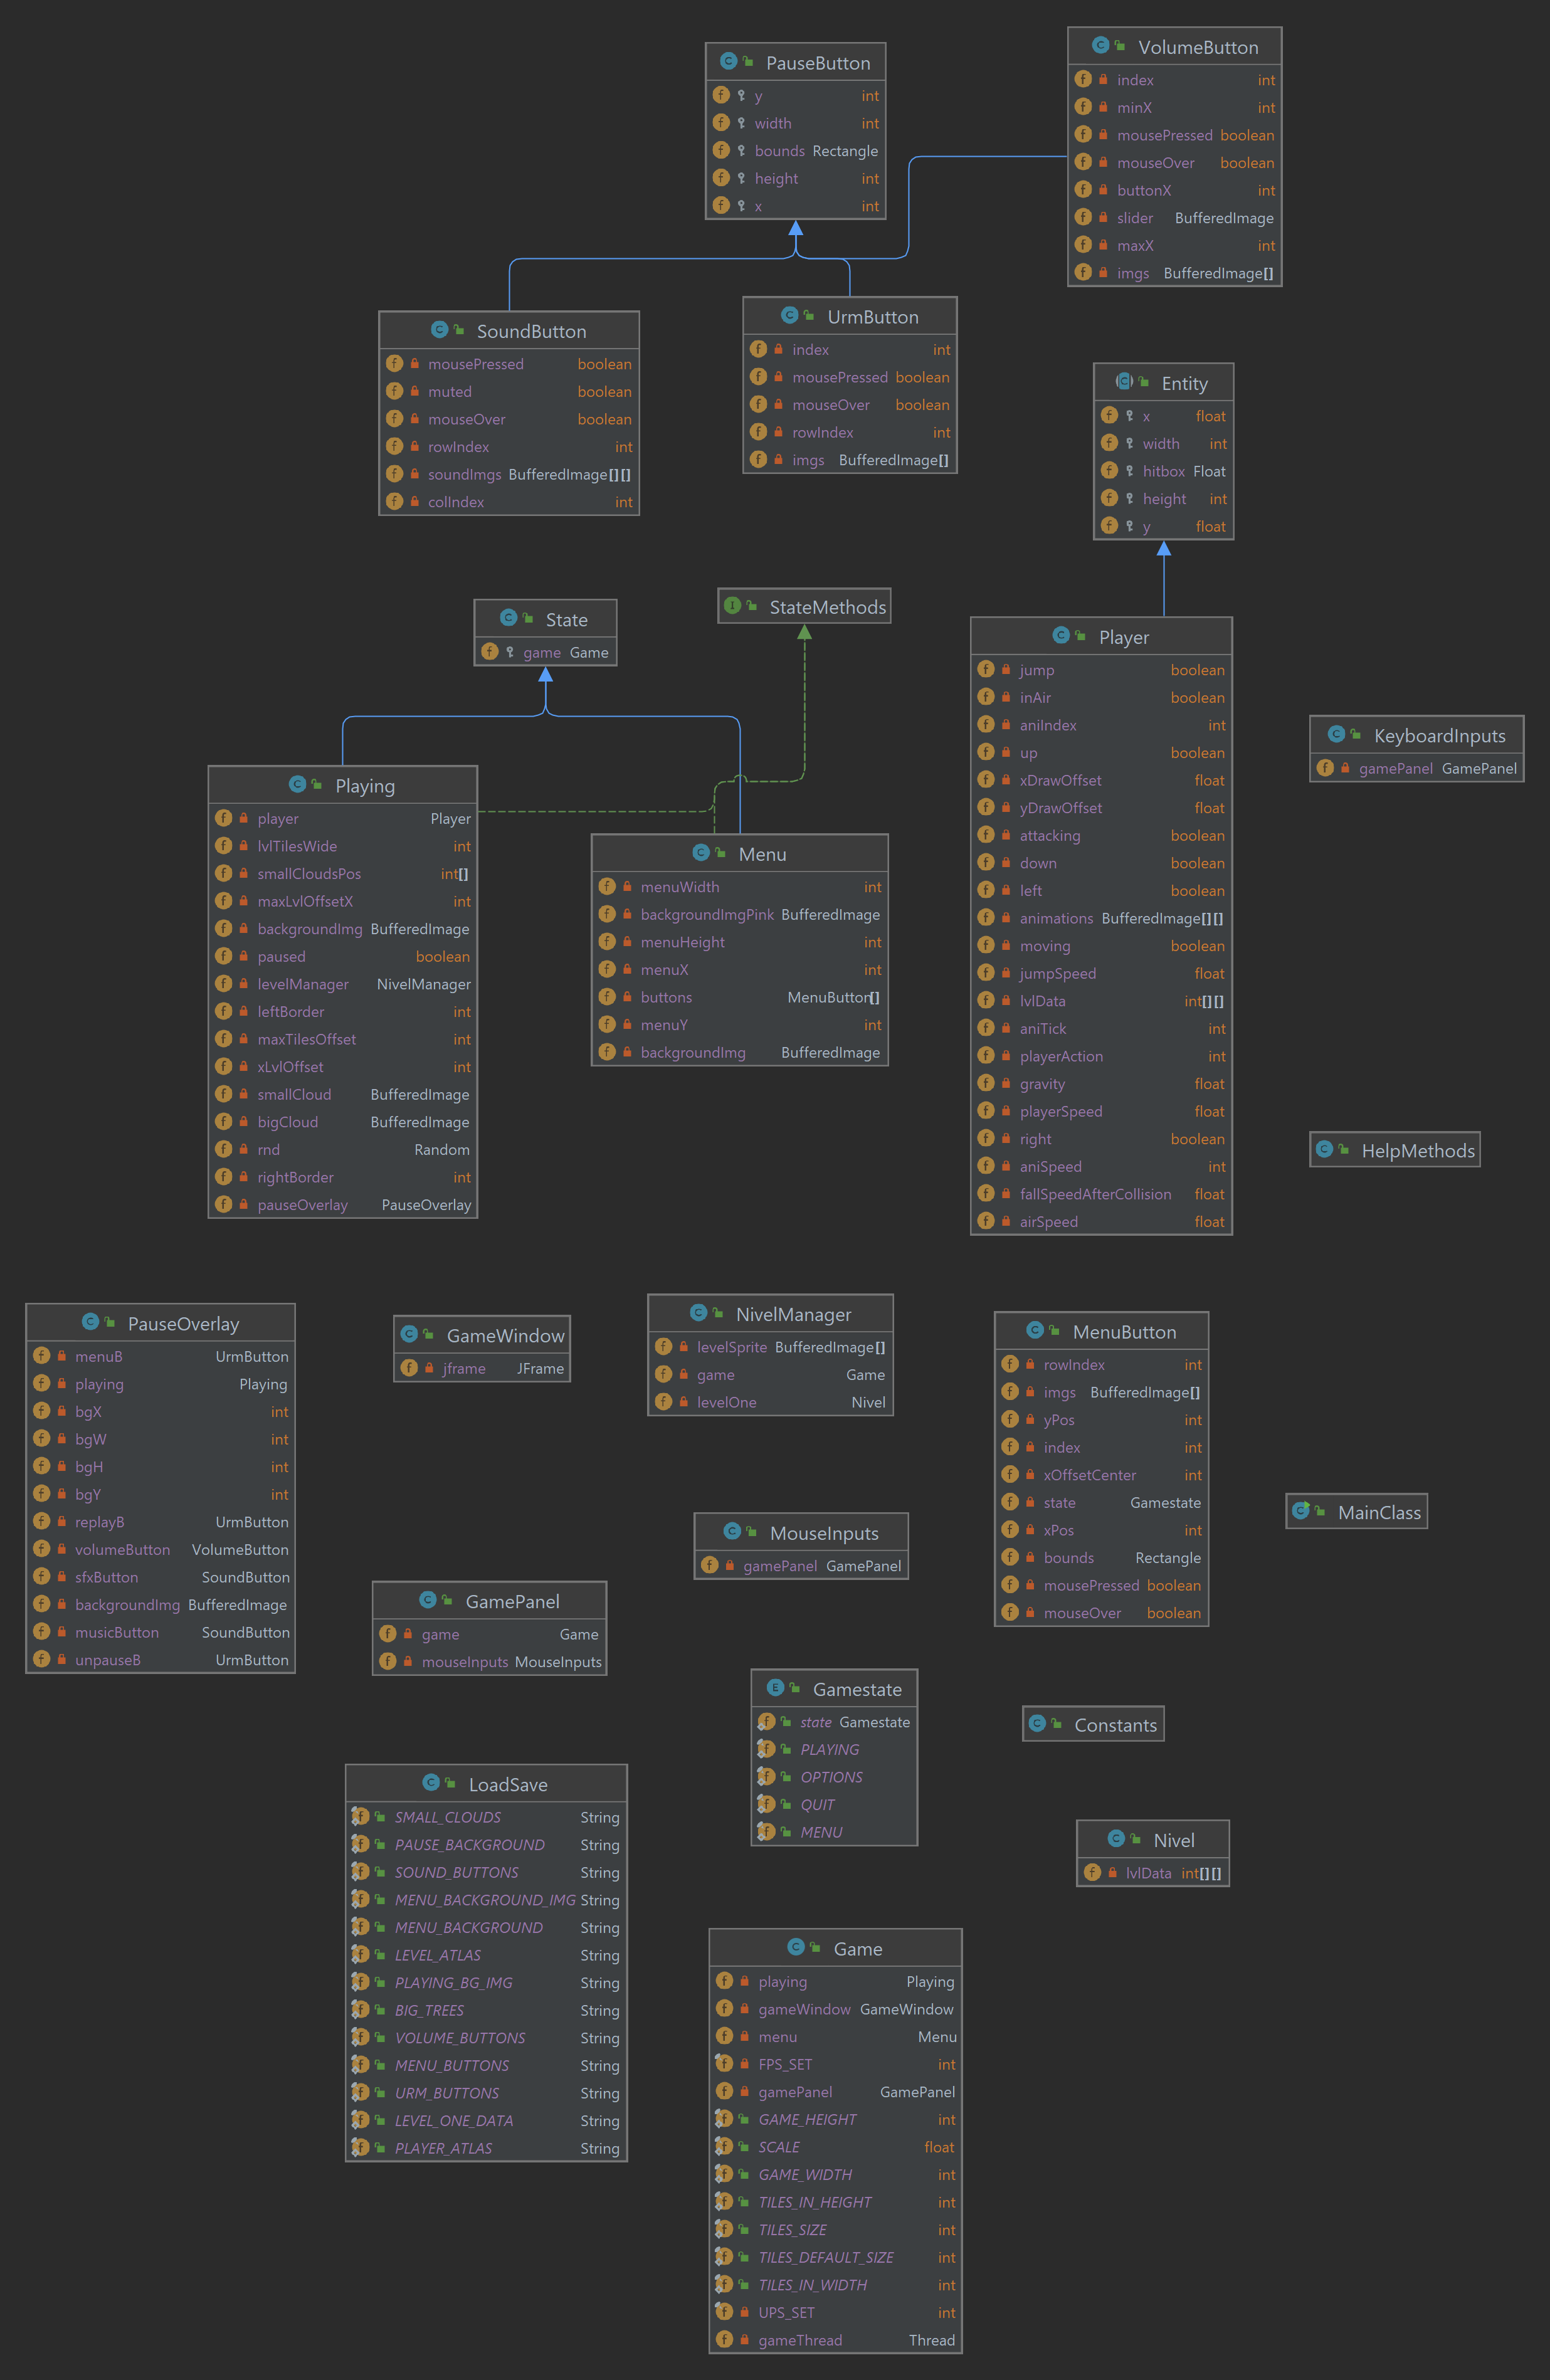 PauseButton
y int
width int
bounds Rectangle
height int
x int
VolumeButton
index int
minX int
mousePressed boolean
mouseOver boolean
buttonX int
slider BufferedImage
maxX int
imgs BufferedImage[]
SoundButton
mousePressed boolean
muted boolean
mouseOver boolean
rowIndex int
soundImgs BufferedImage[][]
colIndex int
UrmButton
index int
mousePressed boolean
mouseOver boolean
rowIndex int
imgs BufferedImage[]
Entity
x float
width int
hitbox Float
height int
y float
State
game Game
StateMethods
Player
jump boolean
inAir boolean
aniIndex int
up boolean
xDrawOffset float
yDrawOffset float
attacking boolean
down boolean
left boolean
animations BufferedImage[][]
moving boolean
jumpSpeed float
lvlData int[][]
aniTick int
playerAction int
gravity float
playerSpeed float
right boolean
aniSpeed int
fallSpeedAfterCollision float
airSpeed float
KeyboardInputs
gamePanel GamePanel
Playing
player Player
lvlTilesWide int
smallCloudsPos int[]
maxLvlOffsetX int
backgroundImg BufferedImage
paused boolean
levelManager NivelManager
leftBorder int
maxTilesOffset int
xLvlOffset int
smallCloud BufferedImage
bigCloud BufferedImage
rnd Random
rightBorder int
pauseOverlay PauseOverlay
Menu
menuWidth int
backgroundImgPink BufferedImage
menuHeight int
menuX int
buttons MenuButton[]
menuY int
backgroundImg BufferedImage
HelpMethods
PauseOverlay
menuB UrmButton
playing Playing
bgX int
bgW int
bgH int
bgY int
replayB UrmButton
volumeButton VolumeButton
sfxButton SoundButton
backgroundImg BufferedImage
musicButton SoundButton
unpauseB UrmButton
GameWindow
jframe JFrame
NivelManager
levelSprite BufferedImage[]
game Game
levelOne Nivel
MenuButton
rowIndex int
imgs BufferedImage[]
yPos int
index int
xOffsetCenter int
state Gamestate
xPos int
bounds Rectangle
mousePressed boolean
mouseOver boolean
MainClass
MouseInputs
gamePanel GamePanel
GamePanel
game Game
mouseInputs MouseInputs
Gamestate
state Gamestate
PLAYING
OPTIONS
QUIT
MENU
Constants
LoadSave
SMALL_CLOUDS String
PAUSE_BACKGROUND String
SOUND_BUTTONS String
MENU_BACKGROUND_IMG String
MENU_BACKGROUND String
LEVEL_ATLAS String
PLAYING_BG_IMG String
BIG_TREES String
VOLUME_BUTTONS String
MENU_BUTTONS String
URM_BUTTONS String
LEVEL_ONE_DATA String
PLAYER_ATLAS String
Nivel
lvlData int[][]
Game
playing Playing
gameWindow GameWindow
menu Menu
FPS_SET int
gamePanel GamePanel
GAME_HEIGHT int
SCALE float
GAME_WIDTH int
TILES_IN_HEIGHT int
TILES_SIZE int
TILES_DEFAULT_SIZE int
TILES_IN_WIDTH int
UPS_SET int
gameThread Thread